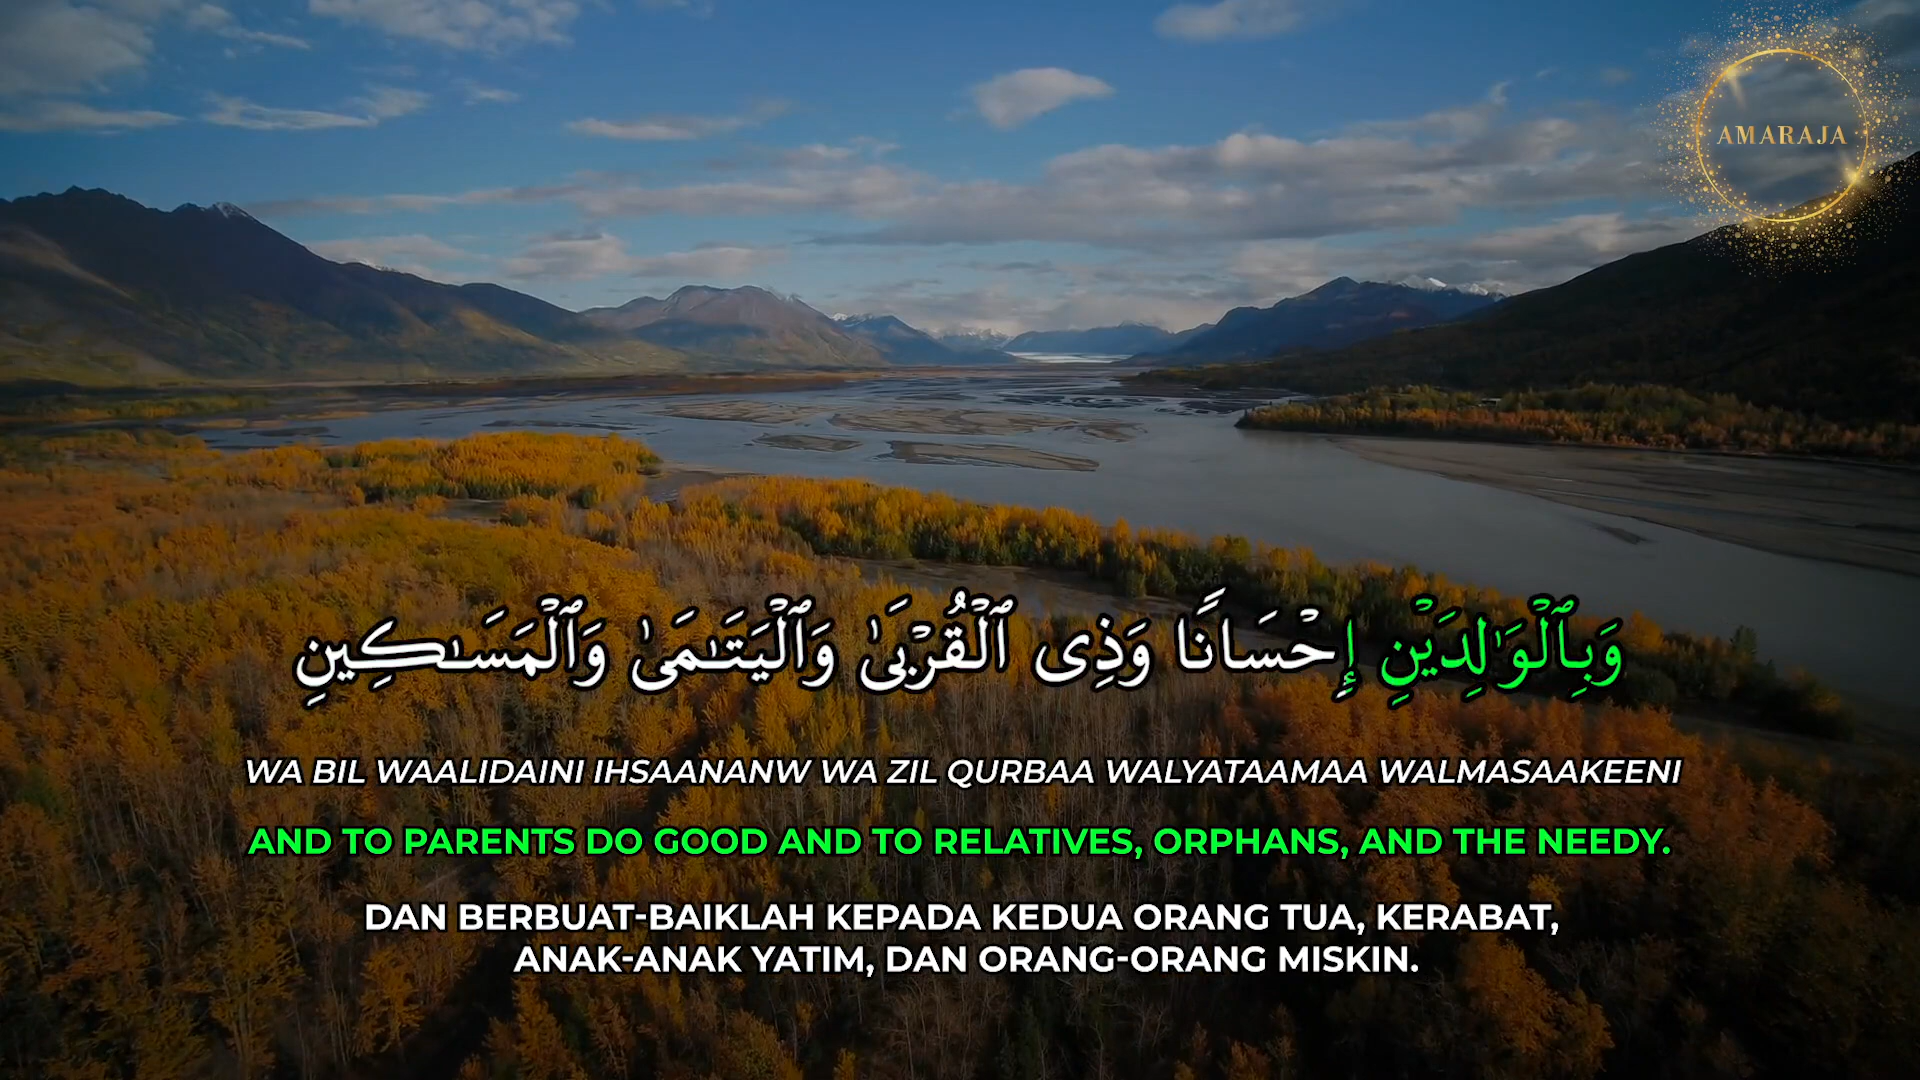 AMARAJA
وَبِٱلْوَٰلِدَيْنِ إِحْسَانًا وَذِى ٱلْقُرْبَىٰ وَٱلْيَتَـٰمَىٰ وَٱلْمَسَـٰكِينِ
WA BIL WAALIDAINI IHSAANANW WA ZIL QURBAA WALYATAAMAA WALMASAAKEENI
AND TO PARENTS DO GOOD AND TO RELATIVES, ORPHANS, AND THE NEEDY.
DAN BERBUAT-BAIKLAH KEPADA KEDUA ORANG TUA, KERABAT,
ANAK-ANAK YATIM, DAN ORANG-ORANG MISKIN.